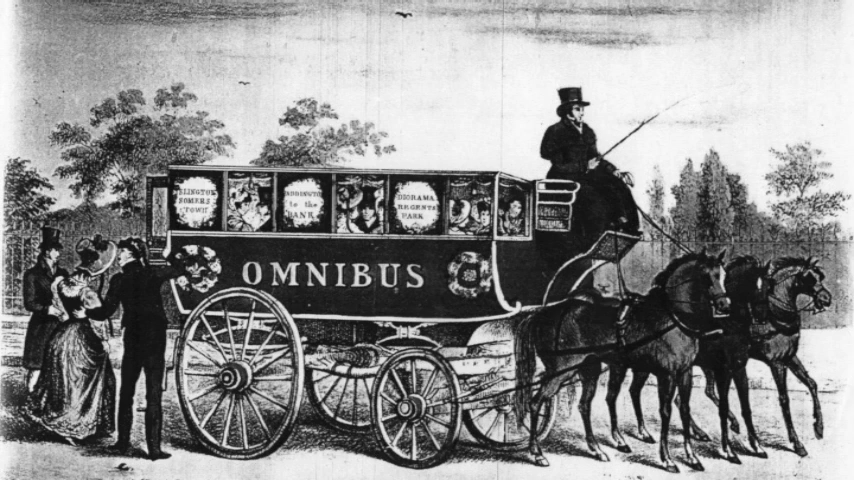 SOMERS
TOWN
to the
BANK
DIORAMA
REGENTS
PARK
OMNIBUS